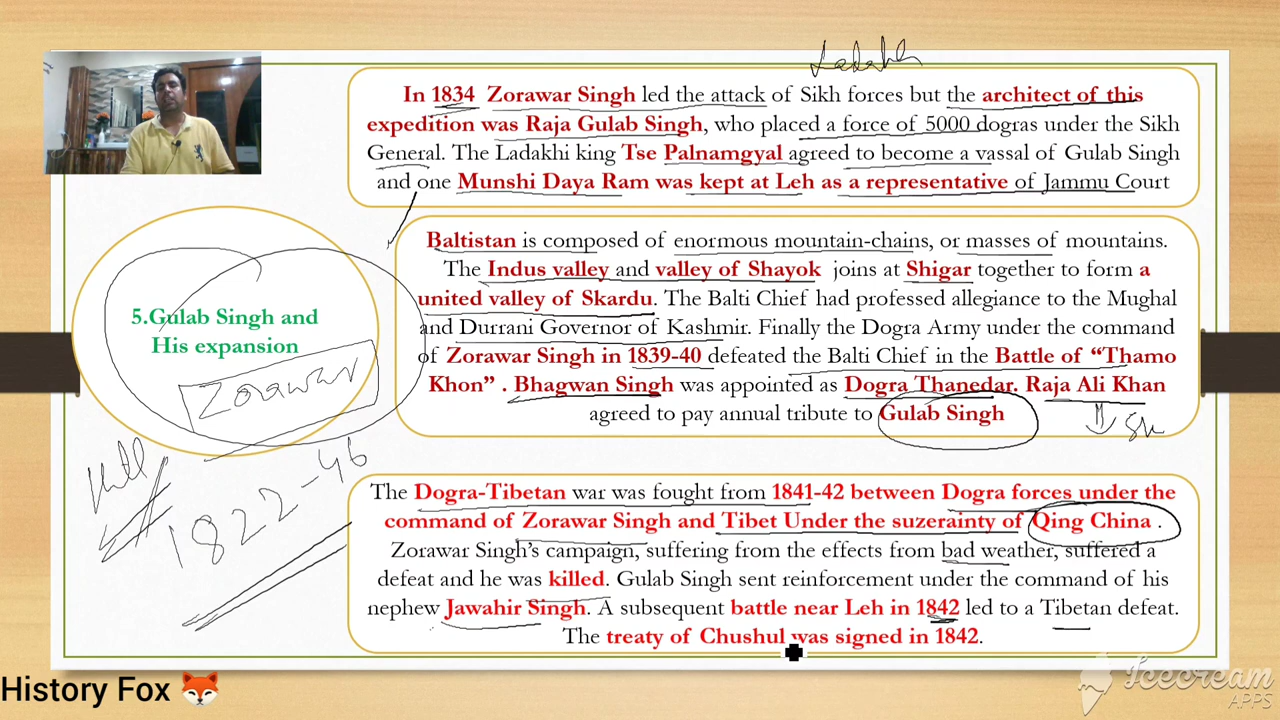 Ladakh
In 1834 Zorawar Singh led the attack of Sikh forces but the architect of this
expedition was Raja Gulab Singh, who placed a force of 5000 dogras under the Sikh
General. The Ladakhi king Tse Palnamgyal agreed to become a vassal of Gulab Singh
and one Munshi Daya Ram was kept at Leh as a representative of Jammu Court
Baltistan is composed of enormous mountain-chains, or masses of mountains.
The Indus valley and valley of Shayok joins at Shigar together to form a
united valley of Skardu. The Balti Chief had professed allegiance to the Mughal
and Durrani Governor of Kashmir. Finally the Dogra Army under the command
of Zorawar Singh in 1839-40 defeated the Balti Chief in the Battle of “Thamo
Khon” . Bhagwan Singh was appointed as Dogra Thanedar. Raja Ali Khan
agreed to pay annual tribute to Gulab Singh
5.Gulab Singh and
His expansion
Zorawar
1822-46
The Dogra-Tibetan war was fought from 1841-42 between Dogra forces under the
command of Zorawar Singh and Tibet Under the suzerainty of Qing China .
Zorawar Singh’s campaign, suffering from the effects from bad weather, suffered a
defeat and he was killed. Gulab Singh sent reinforcement under the command of his
nephew Jawahir Singh. A subsequent battle near Leh in 1842 led to a Tibetan defeat.
The treaty of Chushul was signed in 1842.
History Fox
Icecream
APPS